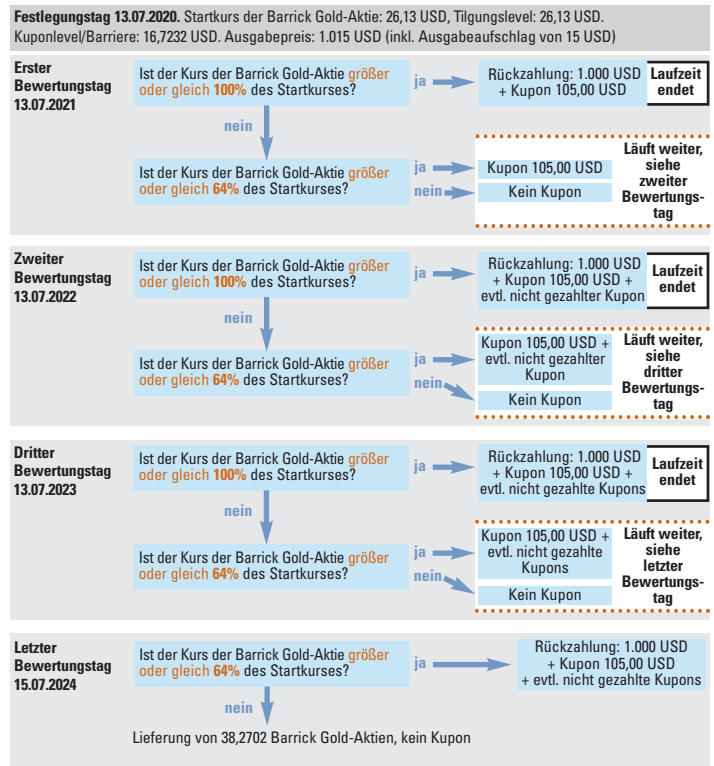 Festlegungstag 13.07.2020. Startkurs der Barrick Gold-Aktie: 26,13 USD, Tilgungslevel: 26,13 USD.
Kuponlevel/Barriere: 16,7232 USD. Ausgabepreis: 1.015 USD (inkl. Ausgabeaufschlag von 15 USD)
Erster
Bewertungstag
13.07.2021
Ist der Kurs der Barrick Gold-Aktie größer
oder gleich 100% des Startkurses?
ja
Rückzahlung: 1.000 USD
+ Kupon 105,00 USD
Laufzeit
endet
nein
Ist der Kurs der Barrick Gold-Aktie größer
oder gleich 64% des Startkurses?
ja
Kupon 105,00 USD
nein
Kein Kupon
Läuft weiter,
siehe
zweiter
Bewertungs-
tag
Zweiter
Bewertungstag
13.07.2022
Ist der Kurs der Barrick Gold-Aktie größer
oder gleich 100% des Startkurses?
ja
Rückzahlung: 1.000 USD
+ Kupon 105,00 USD +
evtl. nicht gezahlter Kupon
Laufzeit
endet
nein
Ist der Kurs der Barrick Gold-Aktie größer
oder gleich 64% des Startkurses?
ja
Kupon 105,00 USD +
evtl. nicht gezahlter
Kupon
nein
Kein Kupon
Läuft weiter,
siehe
dritter
Bewertungs-
tag
Dritter
Bewertungstag
13.07.2023
Ist der Kurs der Barrick Gold-Aktie größer
oder gleich 100% des Startkurses?
ja
Rückzahlung: 1.000 USD
+ Kupon 105,00 USD +
evtl. nicht gezahlte Kupons
Laufzeit
endet
nein
Ist der Kurs der Barrick Gold-Aktie größer
oder gleich 64% des Startkurses?
ja
Kupon 105,00 USD +
evtl. nicht gezahlte
Kupons
nein
Kein Kupon
Läuft weiter,
siehe
letzter
Bewertungs-
tag
Letzter
Bewertungstag
15.07.2024
Ist der Kurs der Barrick Gold-Aktie größer
oder gleich 64% des Startkurses?
ja
Rückzahlung: 1.000 USD
+ Kupon 105,00 USD
+ evtl. nicht gezahlte Kupons
nein
Lieferung von 38,2702 Barrick Gold-Aktien, kein Kupon